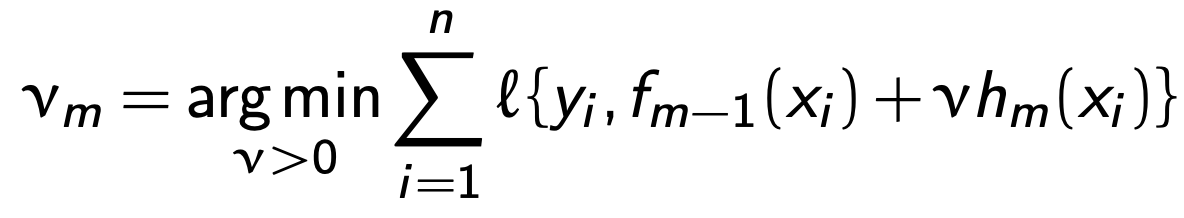 ν_m = arg min_{ν>0} ∑_{i=1}^{n} ℓ{y_i, f_{m−1}(x_i) + νh_m(x_i)}